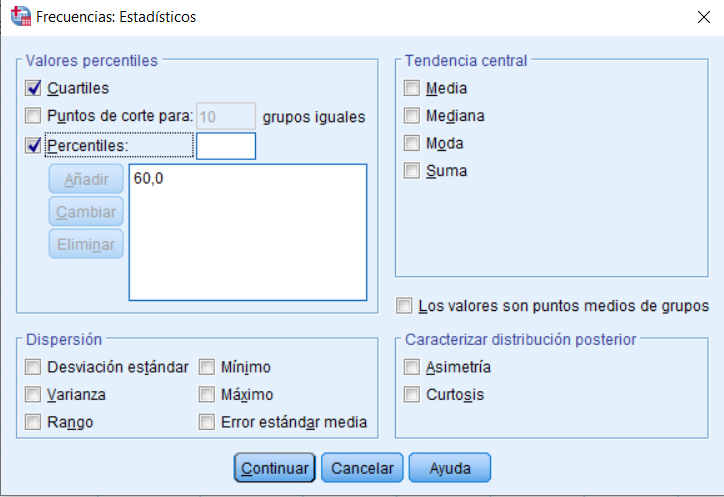 Frecuencias: Estadísticos
Valores percentiles
Cuartiles
Puntos de corte para: 10 grupos iguales
Percentiles:
Añadir
60,0
Cambiar
Eliminar
Tendencia central
Media
Mediana
Moda
Suma
Los valores son puntos medios de grupos
Dispersión
Desviación estándar Mínimo
Varianza Máximo
Rango Error estándar media
Caracterizar distribución posterior
Asimetría
Curtosis
Continuar Cancelar Ayuda